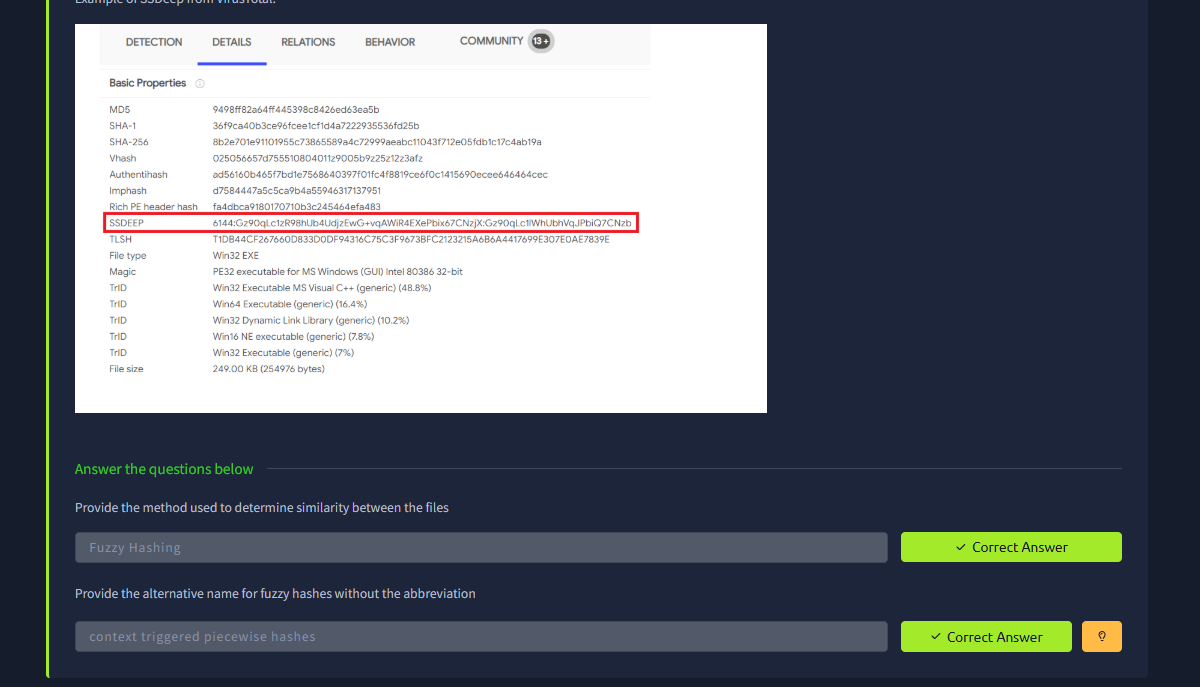 Example of SSDeep from VirusTotal:
DETECTION DETAILS RELATIONS BEHAVIOR COMMUNITY 13+
Basic Properties
MD5 9498ff82a64ff445398c8426ed63ea5b
SHA-1 36f9ca40b3ce96fcee1cf1d4a7222935536fd25b
SHA-256 8b2e701e91101955c73865589a4c72999aeabc11043f712e05fdb1c17c4ab19a
Vhash 025056657d755510804011z9005b9z25z12z3afz
Authentihash ad56160b465f7bd1e7568640397f01fc4f8819ce6f0c1415690ecee646464cec
Imphash d7584447a5c5ca9b4a55946317137951
Rich PE header hash fa4dbca9180170710b3c245464efa483
SSDEEP 6144:Gz90qLc1zR98hUb4UdjzEwG+vqAWiR4EXePbix67CNzjX:Gz90qLc1lWhUbhVqJPbiQ7CNzb
TLSH T1DB44CF267660D833D0DF94316C75C3F9673BFC2123215A6B6A4417699E307E0AE7839E
File type Win32 EXE
Magic PE32 executable for MS Windows (GUI) Intel 80386 32-bit
TrID Win32 Executable MS Visual C++ (generic) (48.8%)
TrID Win64 Executable (generic) (16.4%)
TrID Win32 Dynamic Link Library (generic) (10.2%)
TrID Win16 NE executable (generic) (7.8%)
TrID Win32 Executable (generic) (7%)
File size 249.00 KB (254976 bytes)
Answer the questions below
Provide the method used to determine similarity between the files
Fuzzy Hashing Correct Answer
Provide the alternative name for fuzzy hashes without the abbreviation
context triggered piecewise hashes Correct Answer